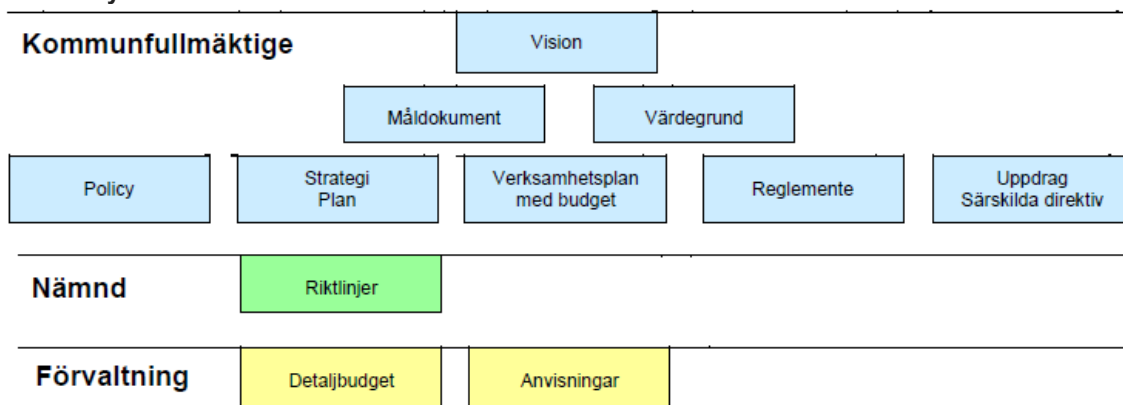 Kommunfullmäktige
Vision
Måldokument
Värdegrund
Policy
Strategi
Plan
Verksamhetsplan
med budget
Reglemente
Uppdrag
Särskilda direktiv
Nämnd
Riktlinjer
Förvaltning
Detaljbudget
Anvisningar